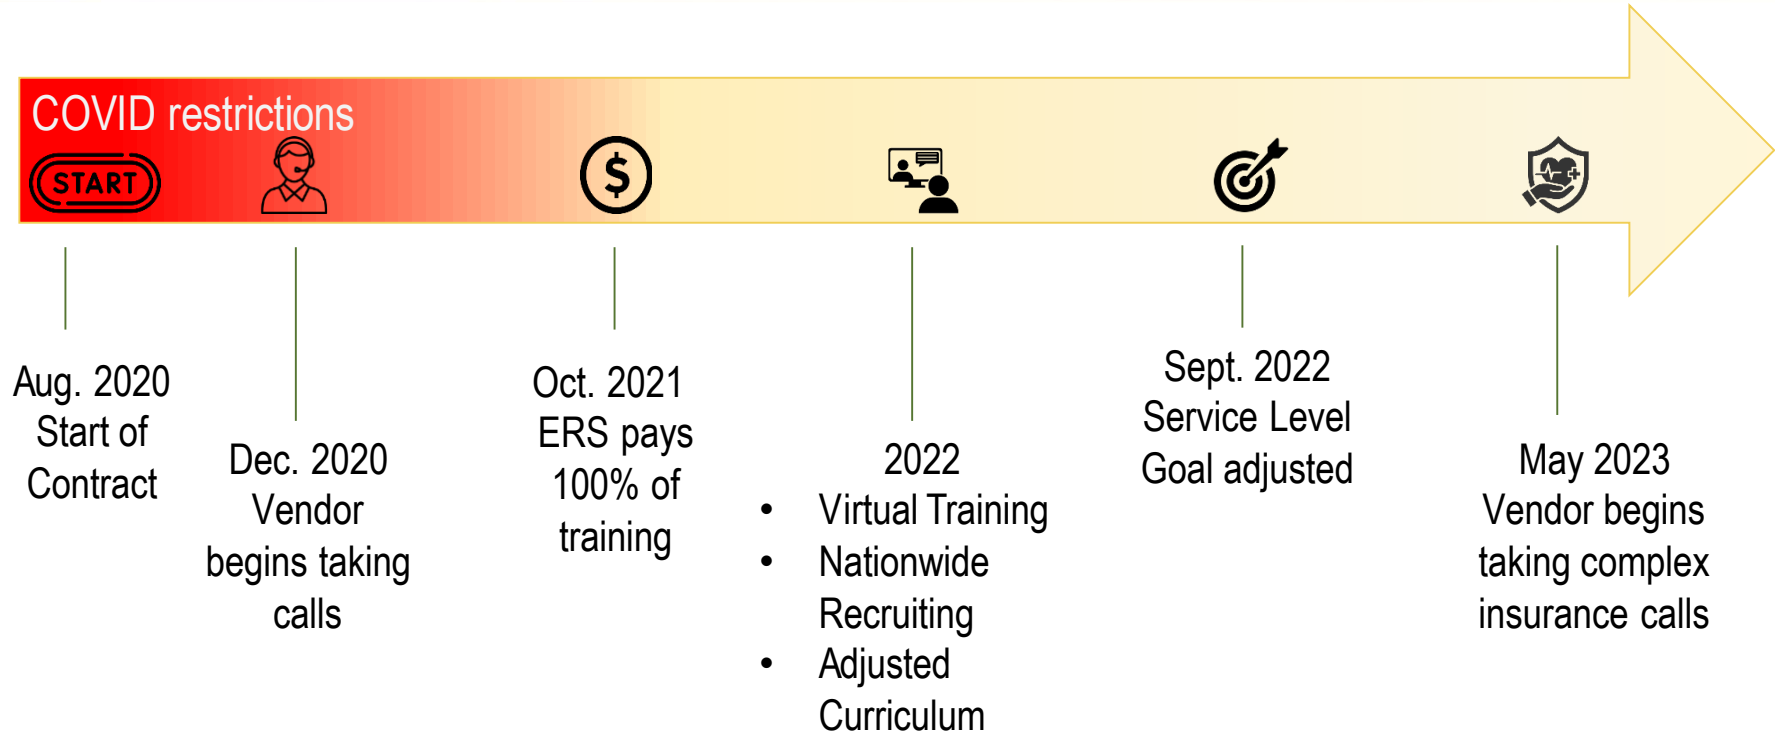 COVID restrictions
START
$
Aug. 2020
Start of
Contract
Dec. 2020
Vendor
begins taking
calls
Oct. 2021
ERS pays
100% of
training
2022
• Virtual Training
• Nationwide
Recruiting
• Adjusted
Curriculum
Sept. 2022
Service Level
Goal adjusted
May 2023
Vendor begins
taking complex
insurance calls